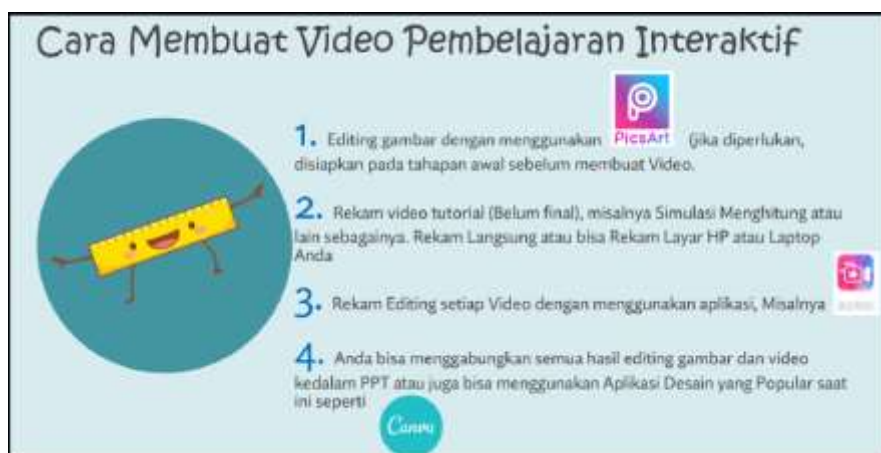 Cara Membuat Video Pembelajaran Interaktif
1. Editing gambar dengan menggunakan PicsArt (jika diperlukan,
disiapkan pada tahapan awal sebelum membuat Video.
2. Rekam video tutorial (Belum final), misalnya Simulasi Menghitung atau
lain sebagainya. Rekam Langsung atau bisa Rekam Layar HP atau Laptop
Anda
3. Rekam Editing setiap Video dengan menggunakan aplikasi, Misalnya
4. Anda bisa menggabungkan semua hasil editing gambar dan video
kedalam PPT atau juga bisa menggunakan Aplikasi Desain yang Popular saat
ini seperti
Canva